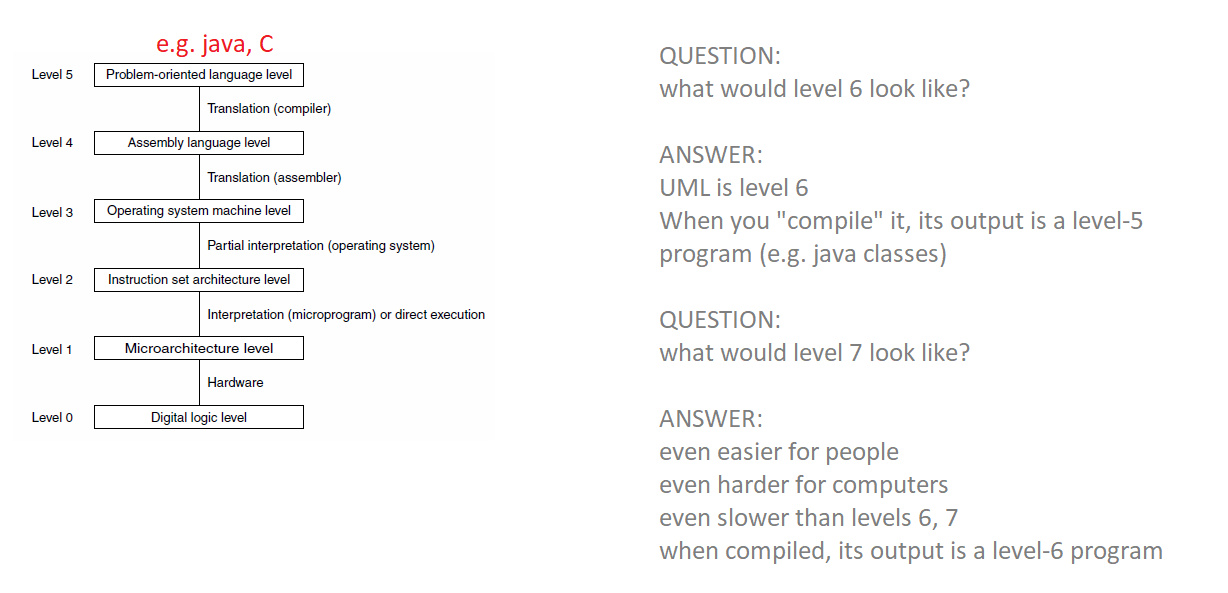 e.g. java, C
Level 5
Problem-oriented language level
Translation (compiler)
Level 4
Assembly language level
Translation (assembler)
Level 3
Operating system machine level
Partial interpretation (operating system)
Level 2
Instruction set architecture level
Interpretation (microprogram) or direct execution
Level 1
Microarchitecture level
Hardware
Level 0
Digital logic level
QUESTION:
what would level 6 look like?
ANSWER:
UML is level 6
When you "compile" it, its output is a level-5
program (e.g. java classes)
QUESTION:
what would level 7 look like?
ANSWER:
even easier for people
even harder for computers
even slower than levels 6, 7
when compiled, its output is a level-6 program